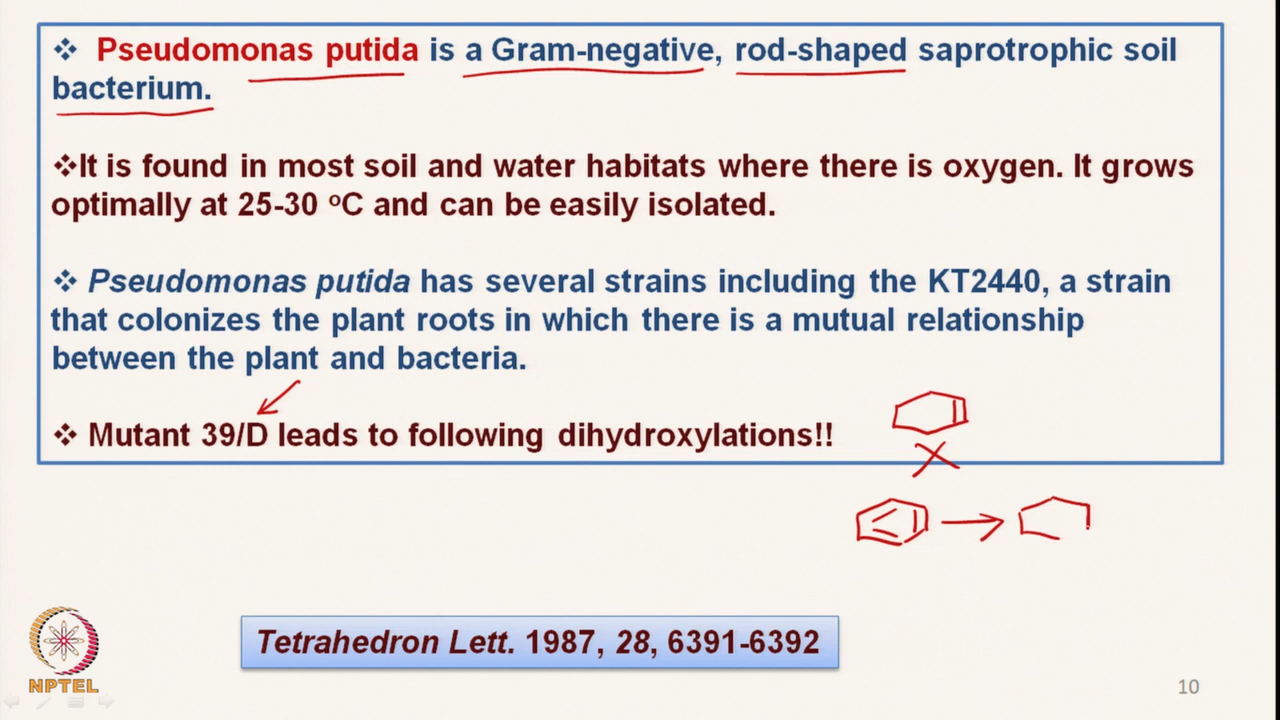 ❖ Pseudomonas putida is a Gram-negative, rod-shaped saprotrophic soil
bacterium.
❖It is found in most soil and water habitats where there is oxygen. It grows
optimally at 25-30 ºC and can be easily isolated.
❖ Pseudomonas putida has several strains including the KT2440, a strain
that colonizes the plant roots in which there is a mutual relationship
between the plant and bacteria.
❖ Mutant 39/D leads to following dihydroxylations!!
Tetrahedron Lett. 1987, 28, 6391-6392
NPTEL
10